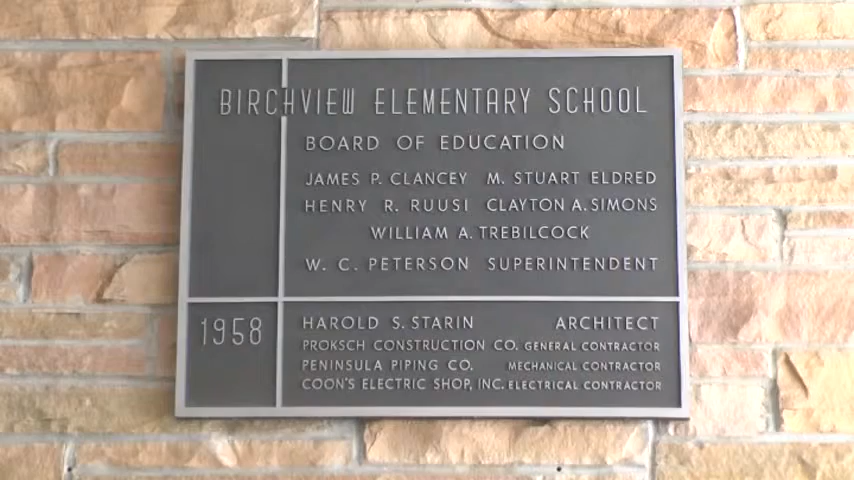 BIRCHVIEW ELEMENTARY SCHOOL
BOARD OF EDUCATION
JAMES P. CLANCEY M. STUART ELDRED
HENRY R. RUUSI CLAYTON A. SIMONS
WILLIAM A. TREBILCOCK
W. C. PETERSON SUPERINTENDENT
1958
HAROLD S. STARIN ARCHITECT
PROKSCH CONSTRUCTION CO. GENERAL CONTRACTOR
PENINSULA PIPING CO. MECHANICAL CONTRACTOR
COON'S ELECTRIC SHOP, INC. ELECTRICAL CONTRACTOR